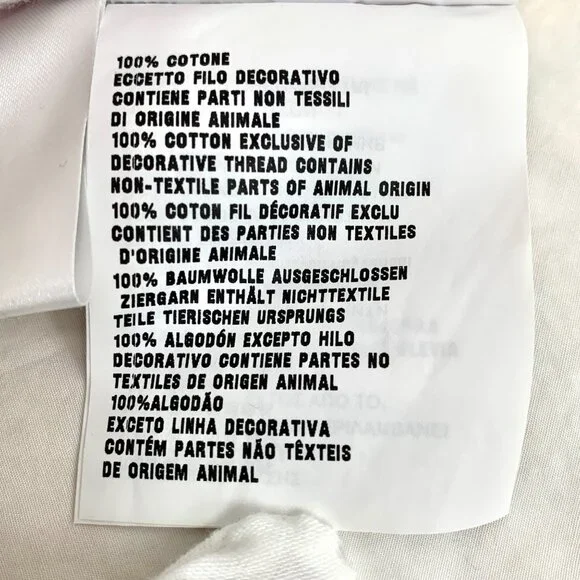 100% COTONE
ECCETTO FILO DECORATIVO
CONTIENE PARTI NON TESSILI
DI ORIGINE ANIMALE
100% COTTON EXCLUSIVE OF
DECORATIVE THREAD CONTAINS
NON-TEXTILE PARTS OF ANIMAL ORIGIN
100% COTON FIL DÉCORATIF EXCLU
CONTIENT DES PARTIES NON TEXTILES
D'ORIGINE ANIMALE
100% BAUMWOLLE AUSGESCHLOSSEN
ZIERGARN ENTHÄLT NICHTTEXTILE
TEILE TIERISCHEN URSPRUNGS
100% ALGODÓN EXCEPTO HILO
DECORATIVO CONTIENE PARTES NO
TEXTILES DE ORIGEN ANIMAL
100%ALGODÃO
EXCETO LINHA DECORATIVA
CONTÉM PARTES NÃO TÊXTEIS
DE ORIGEM ANIMAL